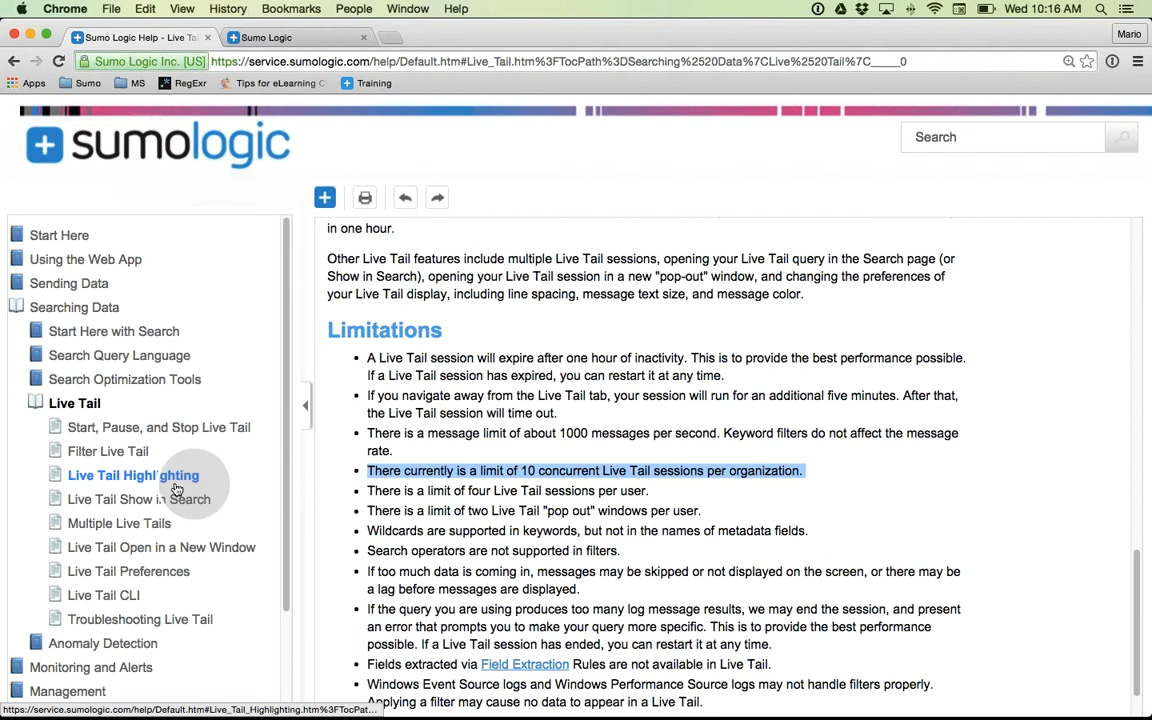 Chrome File Edit View History Bookmarks People Window Help Wed 10:16 AM
Sumo Logic Help - Live Ta × Sumo Logic × Mario
Sumo Logic Inc. [US] https://service.sumologic.com/help/Default.htm#Live_Tail.htm%3FTocPath%3DSearching%2520Data%7CLive%2520Tail%7C_____0
Apps Sumo MS RegExr Tips for eLearning C Training
sumologic
Search
in one hour.
Other Live Tail features include multiple Live Tail sessions, opening your Live Tail query in the Search page (or
Show in Search), opening your Live Tail session in a new "pop-out" window, and changing the preferences of
your Live Tail display, including line spacing, message text size, and message color.
Limitations
• A Live Tail session will expire after one hour of inactivity. This is to provide the best performance possible.
If a Live Tail session has expired, you can restart it at any time.
• If you navigate away from the Live Tail tab, your session will run for an additional five minutes. After that,
the Live Tail session will time out.
• There is a message limit of about 1000 messages per second. Keyword filters do not affect the message
rate.
• There currently is a limit of 10 concurrent Live Tail sessions per organization.
• There is a limit of four Live Tail sessions per user.
• There is a limit of two Live Tail "pop out" windows per user.
• Wildcards are supported in keywords, but not in the names of metadata fields.
• Search operators are not supported in filters.
• If too much data is coming in, messages may be skipped or not displayed on the screen, or there may be
a lag before messages are displayed.
• If the query you are using produces too many log message results, we may end the session, and present
an error that prompts you to make your query more specific. This is to provide the best performance
possible. If a Live Tail session has ended, you can restart it at any time.
• Fields extracted via Field Extraction Rules are not available in Live Tail.
• Windows Event Source logs and Windows Performance Source logs may not handle filters properly.
Applying a filter may cause no data to appear in a Live Tail.
Start Here
Using the Web App
Sending Data
Searching Data
Start Here with Search
Search Query Language
Search Optimization Tools
Live Tail
Start, Pause, and Stop Live Tail
Filter Live Tail
Live Tail Highlighting
Live Tail Show in Search
Multiple Live Tails
Live Tail Open in a New Window
Live Tail Preferences
Live Tail CLI
Troubleshooting Live Tail
Anomaly Detection
Monitoring and Alerts
Management
https://service.sumologic.com/help/Default.htm#Live_Tail_Highlighting.htm%3FTocPat...